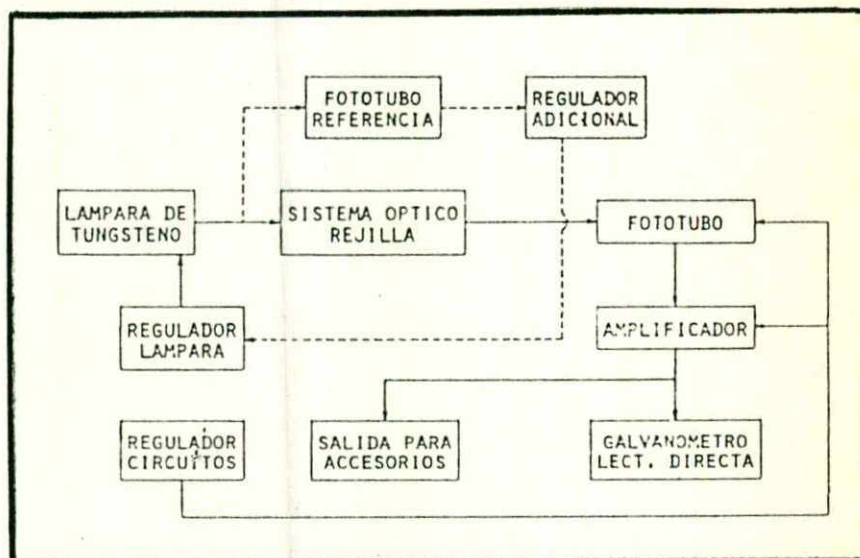 FOTOTUBO
REFERENCIA
REGULADOR
ADICIONAL
LAMPARA DE
TUNGSTENO
SISTEMA OPTICO
REJILLA
FOTOTUBO
REGULADOR
LAMPARA
AMPLIFICADOR
REGULADOR
CIRCUITOS
SALIDA PARA
ACCESORIOS
GALVANOMETRO
LECT. DIRECTA